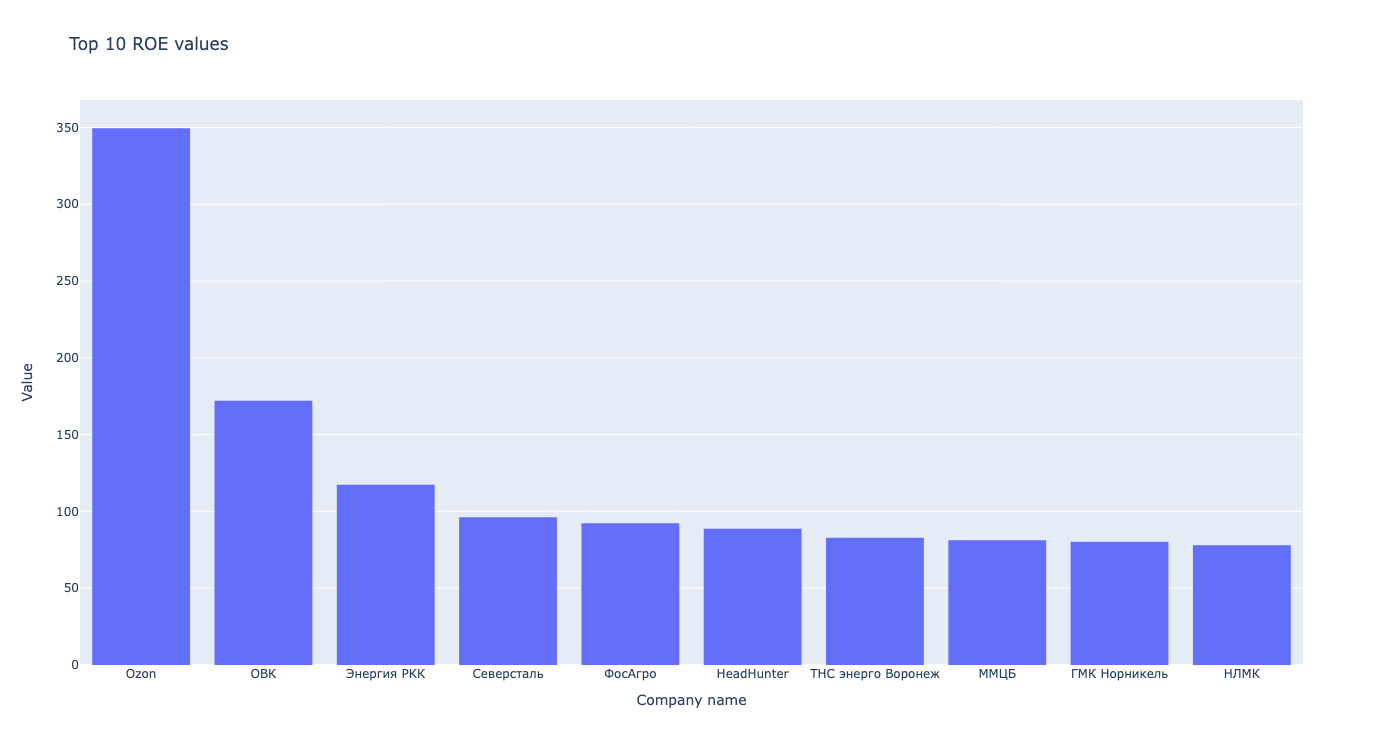 Top 10 ROE values
350
300
250
200
150
100
50
0
Value
Ozon ОВК Энергия РКК Северсталь ФосАгро HeadHunter ТНС энерго Воронеж ММЦБ ГМК Норникель НЛМК
Company name